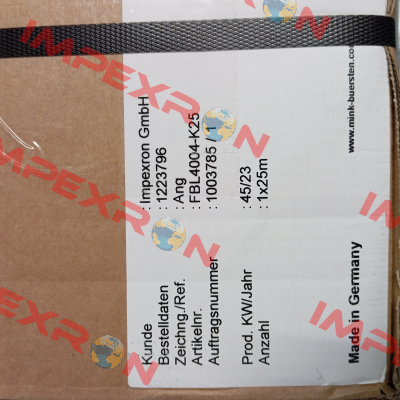 Kunde : Impexron GmbH
Bestelldaten : 1223796
Zeichng./Ref. : Ang
Artikelnr. : FBL4004-K25
Auftragsnummer : 1003785 / 1
Prod. KW/Jahr : 45/23
Anzahl : 1x25m
Made in Germany
www.mink-buersten.com
IMPEXRON
IMPEXRON
IMPEXRON
IMPEXRON